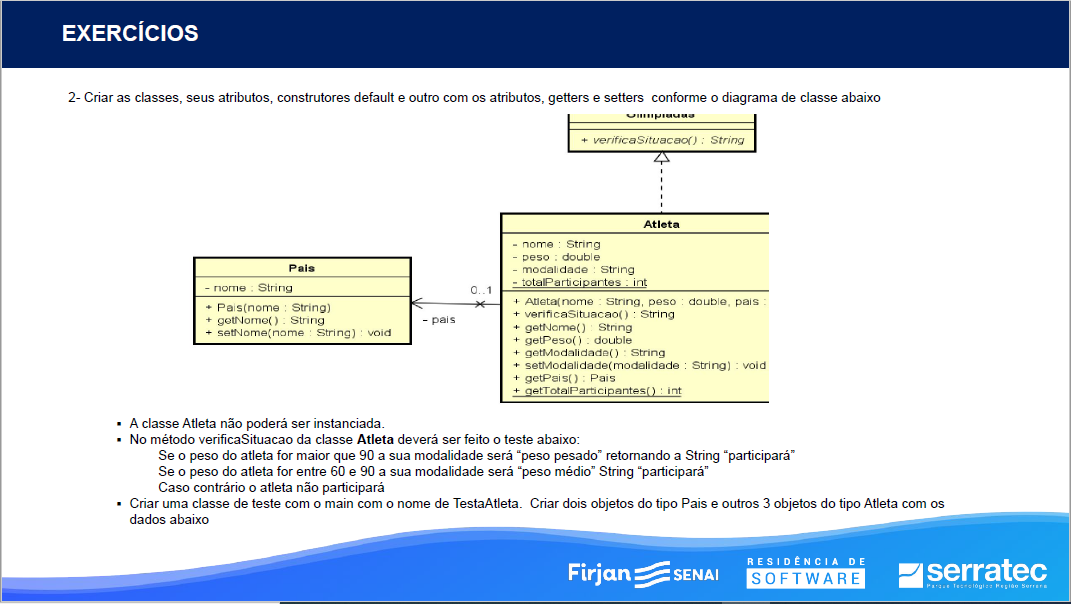 EXERCÍCIOS
2- Criar as classes, seus atributos, construtores default e outro com os atributos, getters e setters conforme o diagrama de classe abaixo
Olimpiadas
+ verificaSituacao() : String
Atleta
- nome : String
- peso : double
- modalidade : String
- totalParticipantes : int
+ Atleta(nome : String, peso : double, pais :
+ verificaSituacao() : String
+ getNome() : String
+ getPeso() : double
+ getModalidade() : String
+ setModalidade(modalidade : String) : void
+ getPais() : Pais
+ getTotalParticipantes() : int
Pais
- nome : String
+ Pais(nome : String)
+ getNome() : String
+ setNome(nome : String) : void
0..1
- pais
▪ A classe Atleta não poderá ser instanciada.
▪ No método verificaSituacao da classe Atleta deverá ser feito o teste abaixo:
Se o peso do atleta for maior que 90 a sua modalidade será “peso pesado” retornando a String “participará”
Se o peso do atleta for entre 60 e 90 a sua modalidade será “peso médio” String “participará”
Caso contrário o atleta não participará
▪ Criar uma classe de teste com o main com o nome de TestaAtleta. Criar dois objetos do tipo Pais e outros 3 objetos do tipo Atleta com os
dados abaixo
Firjan SENAI
RESIDÊNCIA DE
SOFTWARE
serratec
Parque Tecnológico Região Serrana